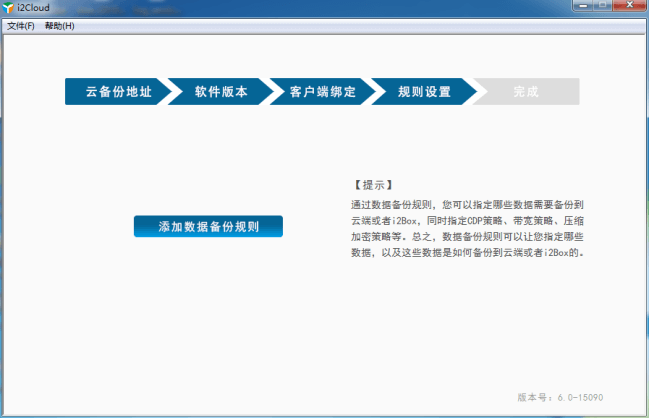 i2Cloud
文件(F) 帮助(H)
云备份地址 软件版本 客户端绑定 规则设置 完成
【提示】
通过数据备份规则，您可以指定哪些数据需要备份到
云端或者i2Box，同时指定CDP策略、带宽策略、压缩
加密策略等。总之，数据备份规则可以让您指定哪些
数据，以及这些数据是如何备份到云端或者i2Box的。
添加数据备份规则
版本号：6.0-15090